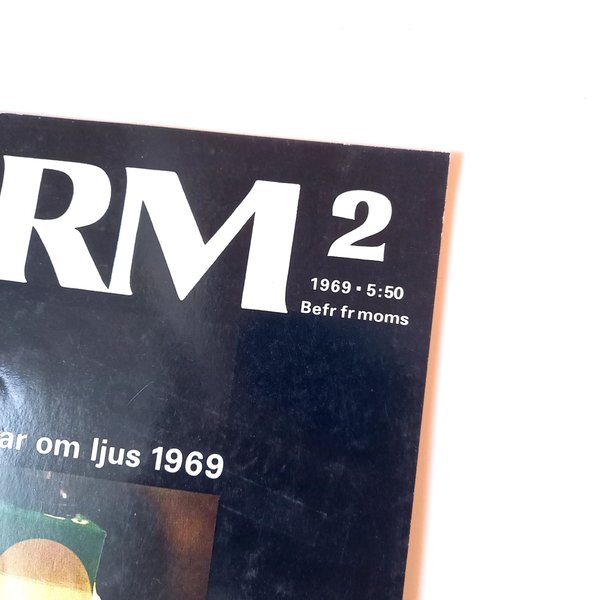 RM 2
1969 ▪ 5:50
Befr fr moms
ar om ljus 1969